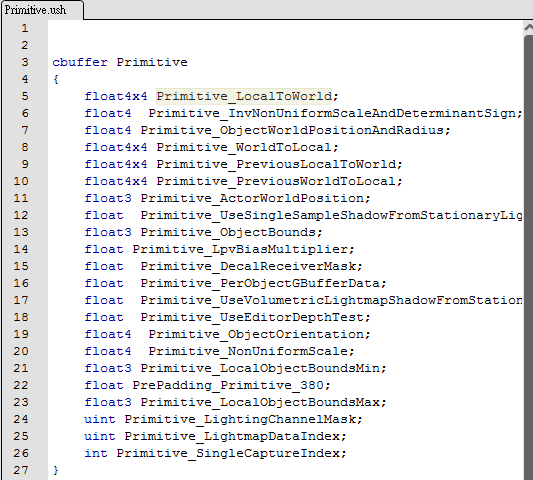 Primitive.ush
1
2
3 cbuffer Primitive
4 {
5 float4x4 Primitive_LocalToWorld;
6 float4  Primitive_InvNonUniformScaleAndDeterminantSign;
7 float4 Primitive_ObjectWorldPositionAndRadius;
8 float4x4 Primitive_WorldToLocal;
9 float4x4 Primitive_PreviousLocalToWorld;
10 float4x4 Primitive_PreviousWorldToLocal;
11 float3 Primitive_ActorWorldPosition;
12 float  Primitive_UseSingleSampleShadowFromStationaryLig
13 float3 Primitive_ObjectBounds;
14 float Primitive_LpvBiasMultiplier;
15 float  Primitive_DecalReceiverMask;
16 float  Primitive_PerObjectGBufferData;
17 float  Primitive_UseVolumetricLightmapShadowFromStation
18 float  Primitive_UseEditorDepthTest;
19 float4  Primitive_ObjectOrientation;
20 float4  Primitive_NonUniformScale;
21 float3 Primitive_LocalObjectBoundsMin;
22 float PrePadding_Primitive_380;
23 float3 Primitive_LocalObjectBoundsMax;
24 uint Primitive_LightingChannelMask;
25 uint Primitive_LightmapDataIndex;
26 int Primitive_SingleCaptureIndex;
27 }